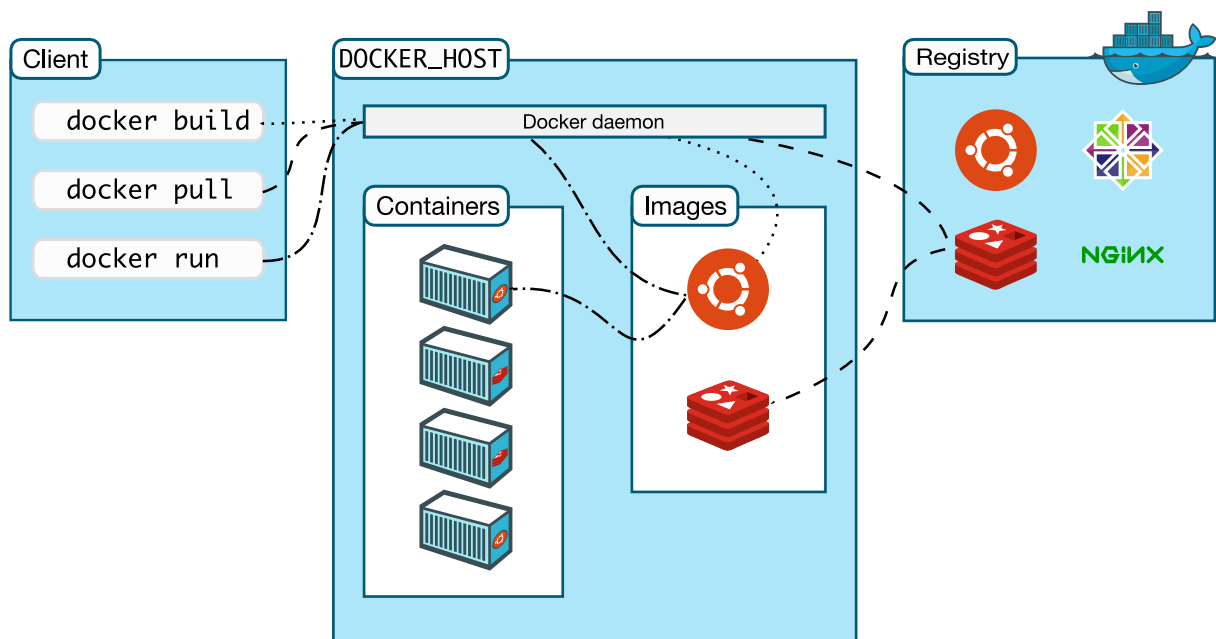 Client
docker build
docker pull
docker run
DOCKER_HOST
Docker daemon
Containers
Images
Registry
NGiNX